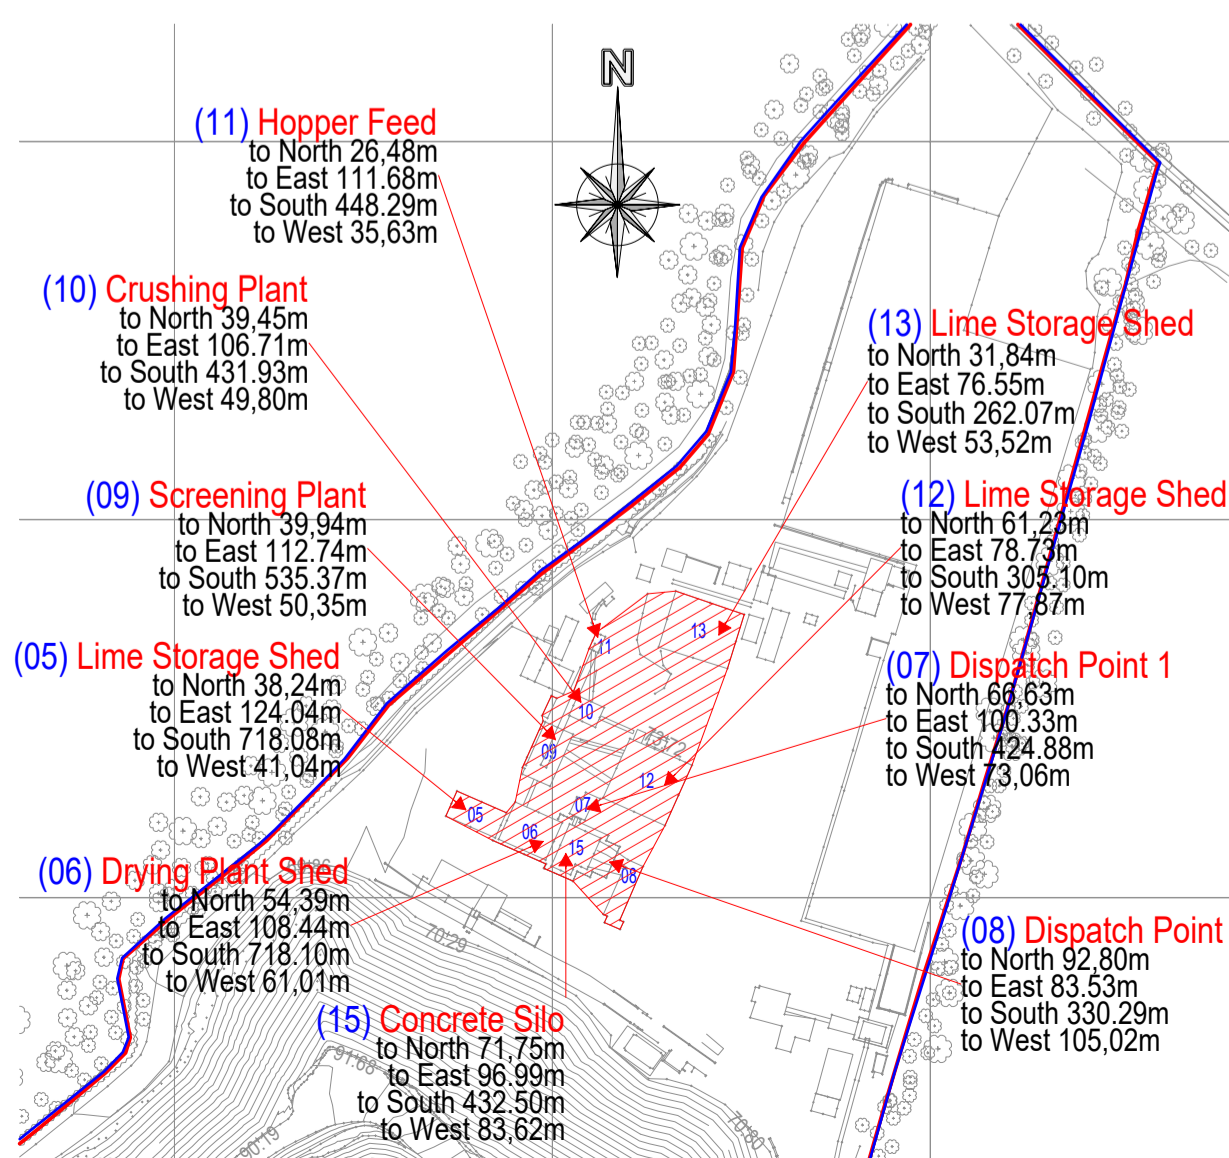 N
(11) Hopper Feed
to North 26,48m
to East 111.68m
to South 448.29m
to West 35,63m
(10) Crushing Plant
to North 39,45m
to East 106.71m
to South 431.93m
to West 49,80m
(13) Lime Storage Shed
to North 31,84m
to East 76.55m
to South 262.07m
to West 53,52m
(09) Screening Plant
to North 39,94m
to East 112.74m
to South 535.37m
to West 50,35m
(12) Lime Storage Shed
to North 61,23m
to East 78.73m
to South 305.10m
to West 77,87m
(05) Lime Storage Shed
to North 38,24m
to East 124.04m
to South 718.08m
to West 41,04m
(07) Dispatch Point 1
to North 66,63m
to East 100.33m
to South 424.88m
to West 73,06m
13
11
10
09
73.72
12
07
05
06
15
08
(06) Drying Plant Shed
to North 54,39m
to East 108.44m
to South 718.10m
to West 61,01m
70.29
(08) Dispatch Point
to North 92,80m
to East 83.53m
to South 330.29m
to West 105,02m
(15) Concrete Silo
to North 71,75m
to East 96.99m
to South 432.50m
to West 83,62m
91.68
90.19
70.80